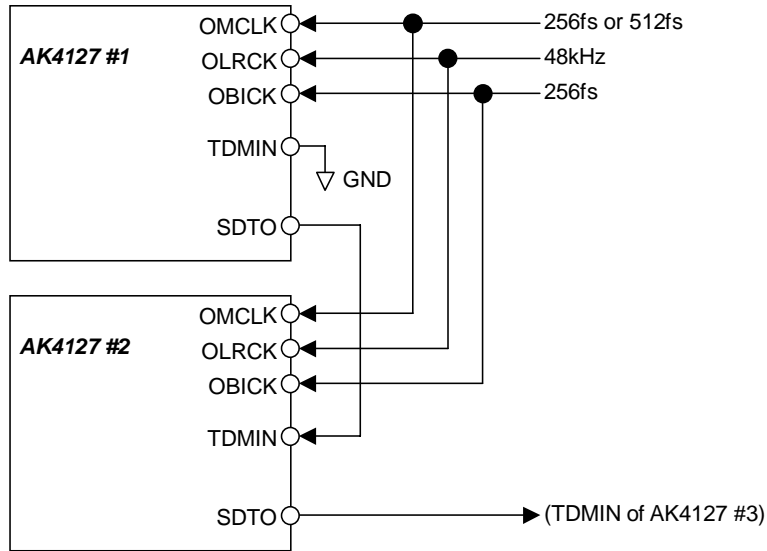 OMCLK 256fs or 512fs
AK4127 #1
OLRCK 48kHz
OBICK 256fs
TDMIN
GND
SDTO
OMCLK
AK4127 #2
OLRCK
OBICK
TDMIN
SDTO (TDMIN of AK4127 #3)